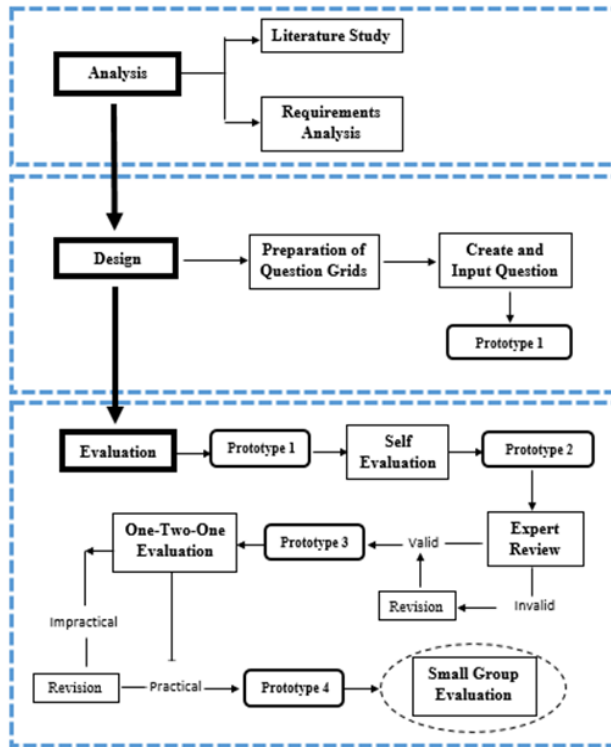 Literature Study
Analysis
Requirements
Analysis
Design
Preparation of
Question Grids
Create and
Input Question
Prototype 1
Evaluation
Prototype 1
Self
Evaluation
Prototype 2
One-Two-One
Evaluation
Prototype 3
Valid
Expert
Review
Revision
Invalid
Impractical
Revision
Practical
Prototype 4
Small Group
Evaluation